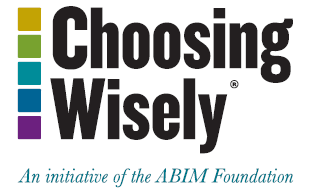 Choosing
Wisely®
An initiative of the ABIM Foundation